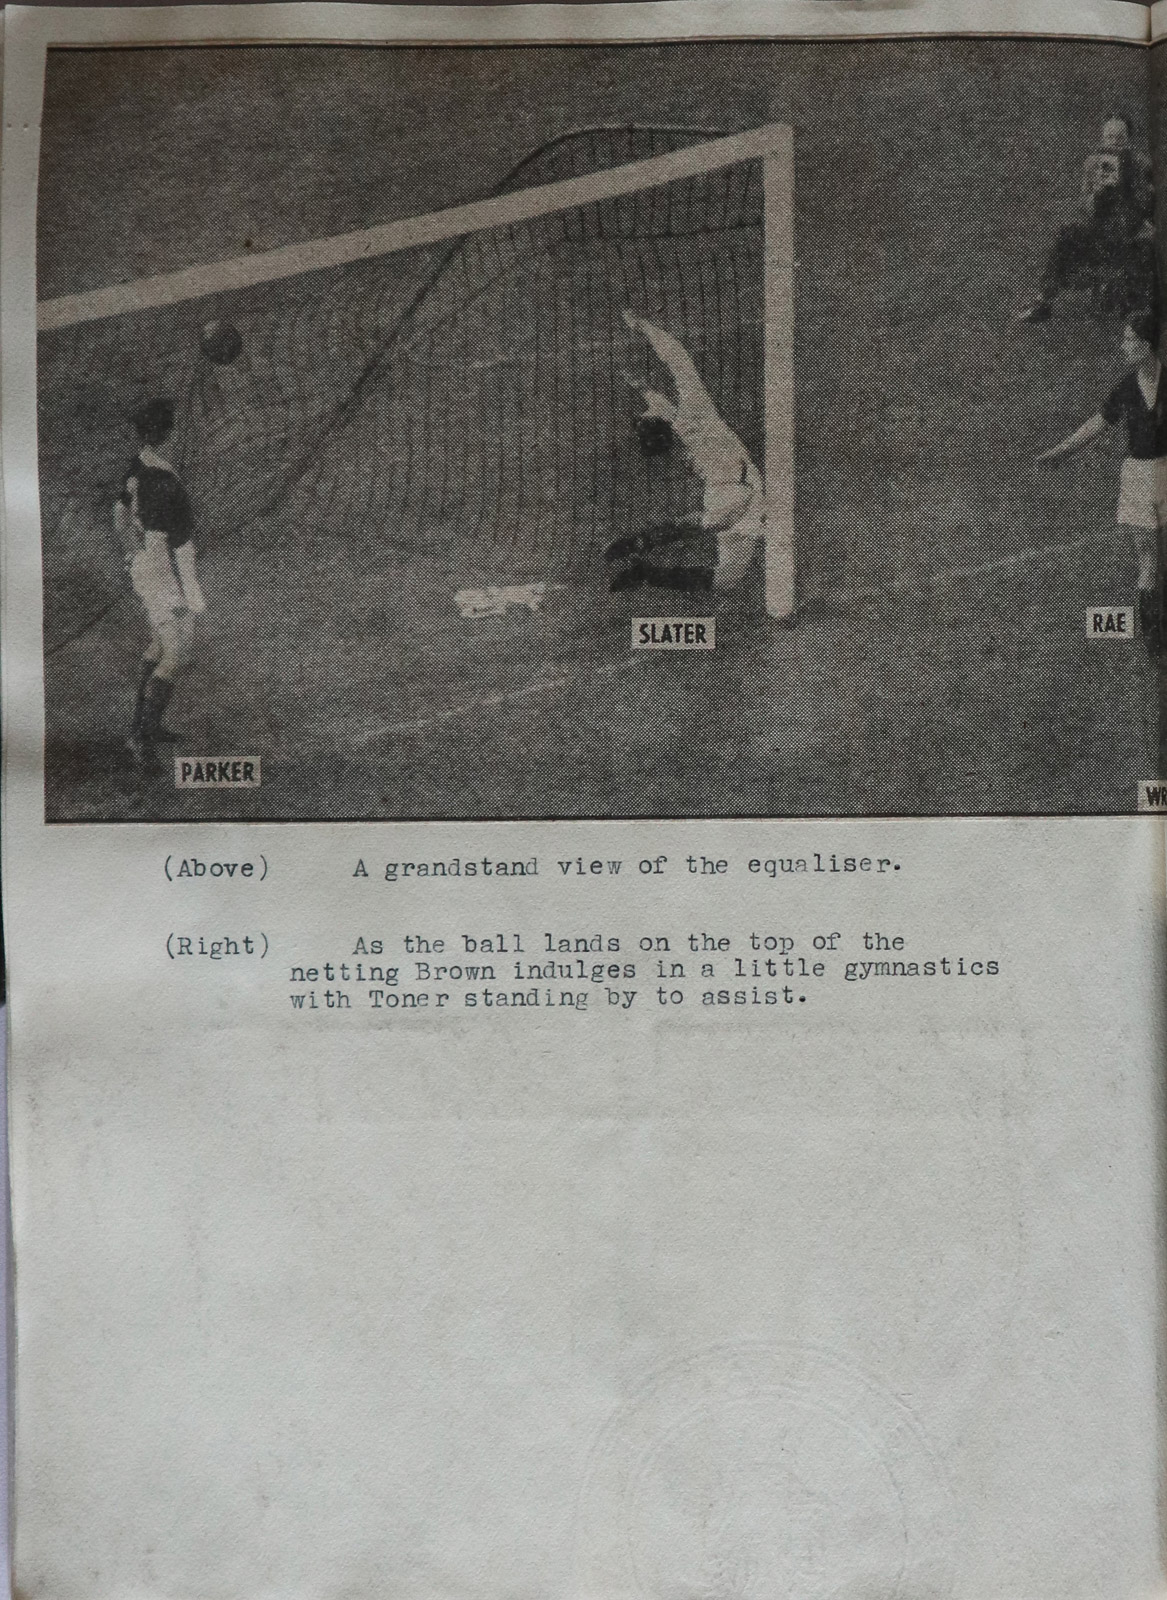 SLATER
RAE
PARKER
(Above) A grandstand view of the equaliser.
(Right) As the ball lands on the top of the
netting Brown indulges in a little gymnastics
with Toner standing by to assist.